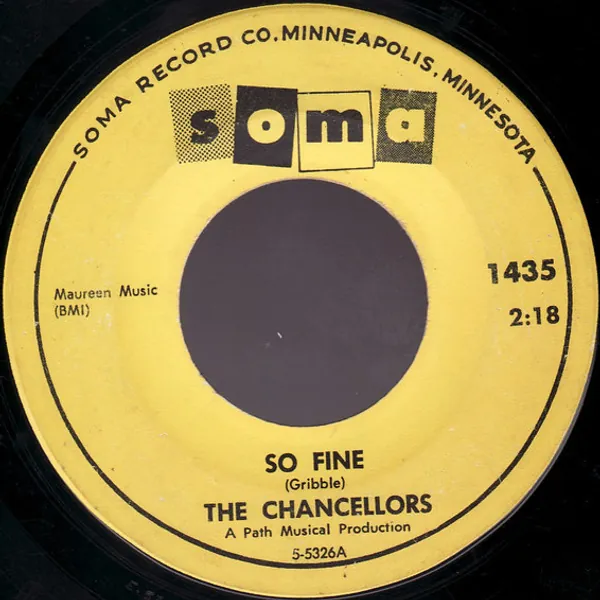 SOMA RECORD CO. MINNEAPOLIS, MINNESOTA
soma
1435
Maureen Music
(BMI)
2:18
SO FINE
(Gribble)
THE CHANCELLORS
A Path Musical Production
5-5326A